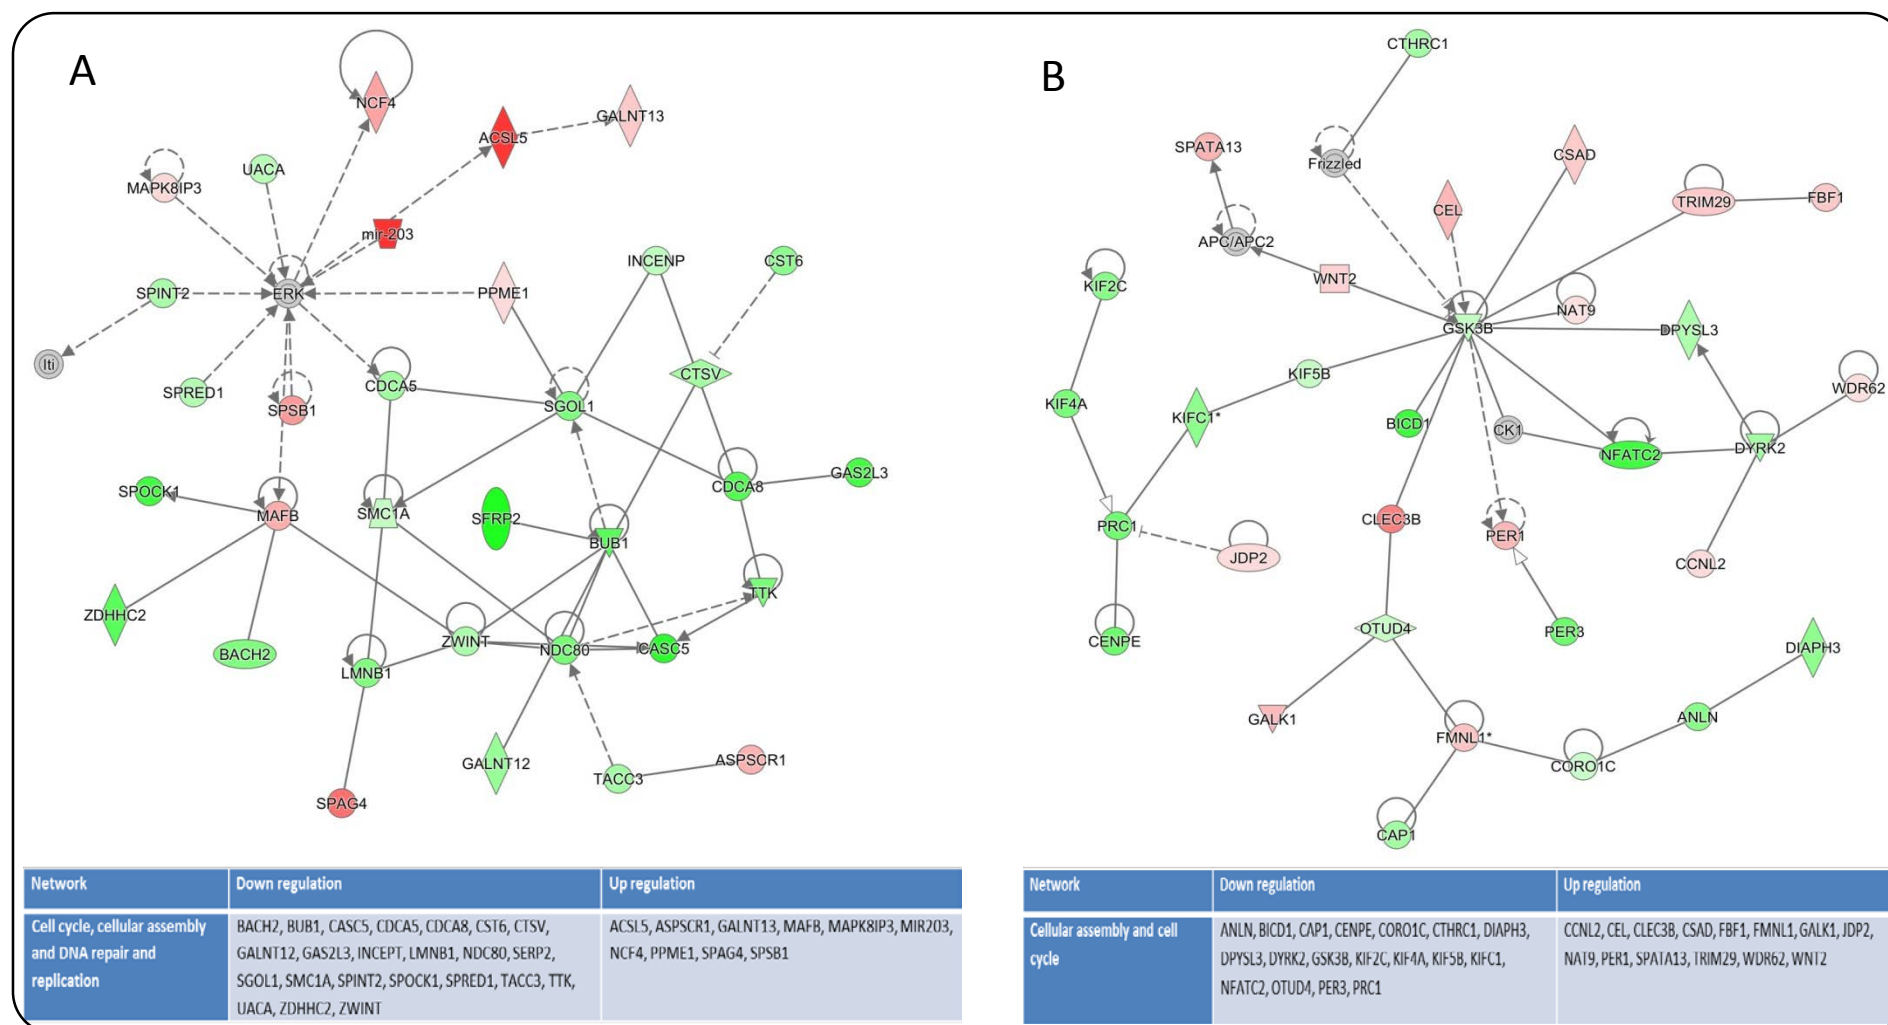 A
NCF4
ACSL5
GALNT13
UACA
MAPK8IP3
mir-203
INCENP
CST6
SPINT2
ERK
PPME1
Iti
CTSV
SPRED1
CDCA5
SPSB1
SGOL1
SPOCK1
MAFB
SMC1A
SFRP2
CDCA8
GAS2L3
BUB1
TTK
ZDHHC2
BACH2
ZWINT
NDC80
CASC5
LMNB1
GALNT12
TACC3
ASPSCR1
SPAG4
Network
Down regulation
Up regulation
Cell cycle, cellular assembly
and DNA repair and
replication
BACH2, BUB1, CASC5, CDCA5, CDCA8, CST6, CTSV,
GALNT12, GAS2L3, INCEPT, LMNB1, NDC80, SERP2,
SGOL1, SMC1A, SPINT2, SPOCK1, SPRED1, TACC3, TTK,
UACA, ZDHHC2, ZWINT
ACSL5, ASPSCR1, GALNT13, MAFB, MAPK8IP3, MIR203,
NCF4, PPME1, SPAG4, SPSB1
B
CTHRC1
SPATA13
Frizzled
CSAD
TRIM29
FBF1
CEL
APC/APC2
WNT2
KIF2C
NAT9
GSK3B
DPYSL3
KIF5B
WDR62
KIF4A
KIFC1*
BICD1
CK1
NFATC2
DYRK2
PRC1
CLEC3B
PER1
JDP2
CCNL2
CENPE
OTUD4
PER3
DIAPH3
GALK1
FMNL1*
ANLN
CORO1C
CAP1
Network
Down regulation
Up regulation
Cellular assembly and cell
cycle
ANLN, BICD1, CAP1, CENPE, CORO1C, CTHRC1, DIAPH3,
DPYSL3, DYRK2, GSK3B, KIF2C, KIF4A, KIF5B, KIFC1,
NFATC2, OTUD4, PER3, PRC1
CCNL2, CEL, CLEC3B, CSAD, FBF1, FMNL1, GALK1, JDP2,
NAT9, PER1, SPATA13, TRIM29, WDR62, WNT2